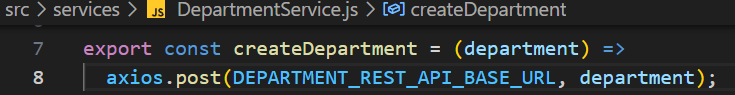 src > services > JS DepartmentService.js > createDepartment
7 export const createDepartment = (department) =>
8 axios.post(DEPARTMENT_REST_API_BASE_URL, department);